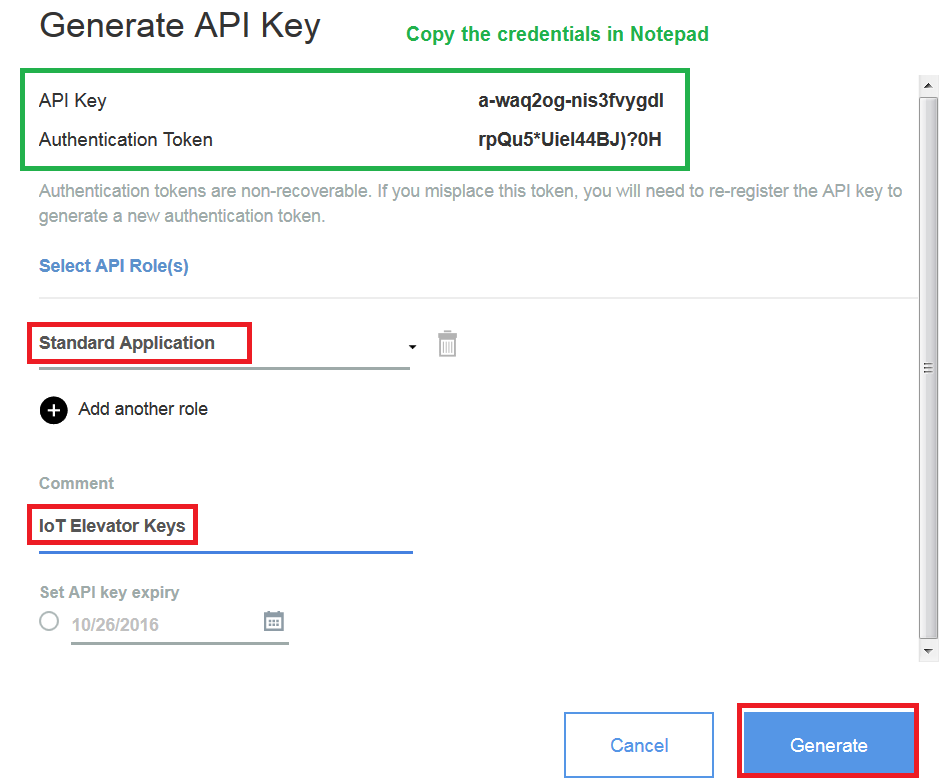 Generate API Key
Copy the credentials in Notepad
API Key a-waq2og-nis3fvygdl
Authentication Token rpQu5*Uiel44BJ)?0H
Authentication tokens are non-recoverable. If you misplace this token, you will need to re-register the API key to
generate a new authentication token.
Select API Role(s)
Standard Application
Add another role
Comment
IoT Elevator Keys
Set API key expiry
10/26/2016
Cancel
Generate